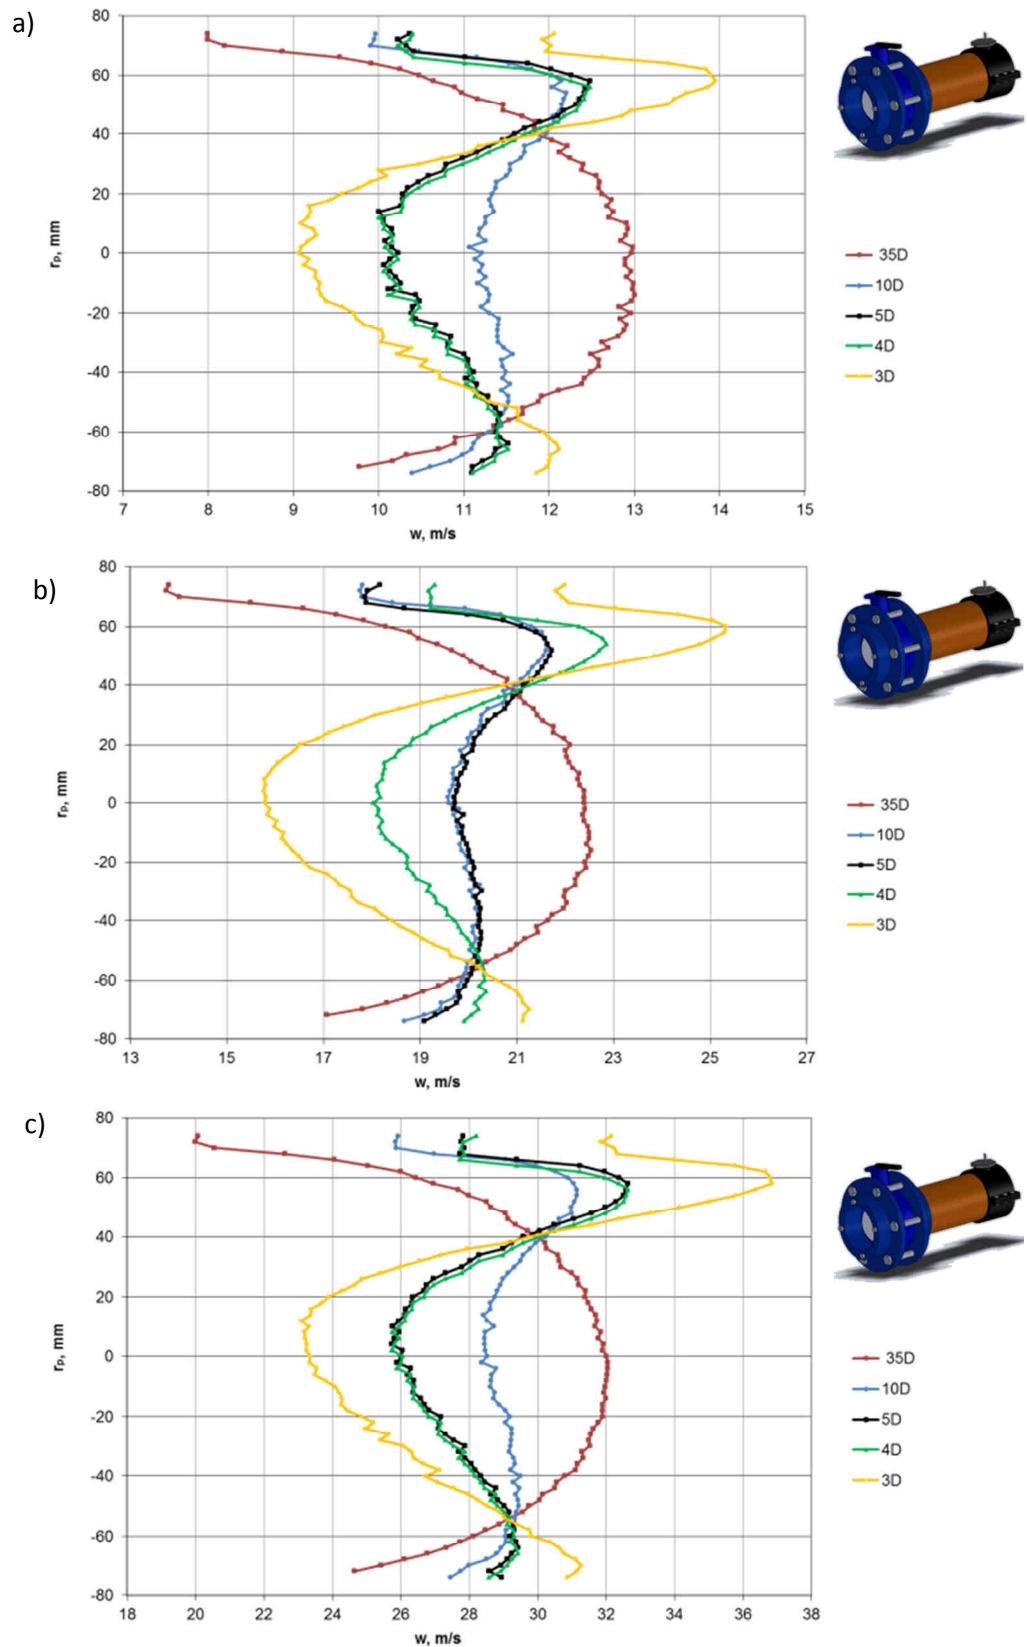 a)
80
60
40
20
0
-20
-40
-60
-80
rp, mm
7 8 9 10 11 12 13 14 15
w, m/s
35D
10D
5D
4D
3D
b)
80
60
40
20
0
-20
-40
-60
-80
rp, mm
13 15 17 19 21 23 25 27
w, m/s
35D
10D
5D
4D
3D
c)
80
60
40
20
0
-20
-40
-60
-80
rp, mm
18 20 22 24 26 28 30 32 34 36 38
w, m/s
35D
10D
5D
4D
3D